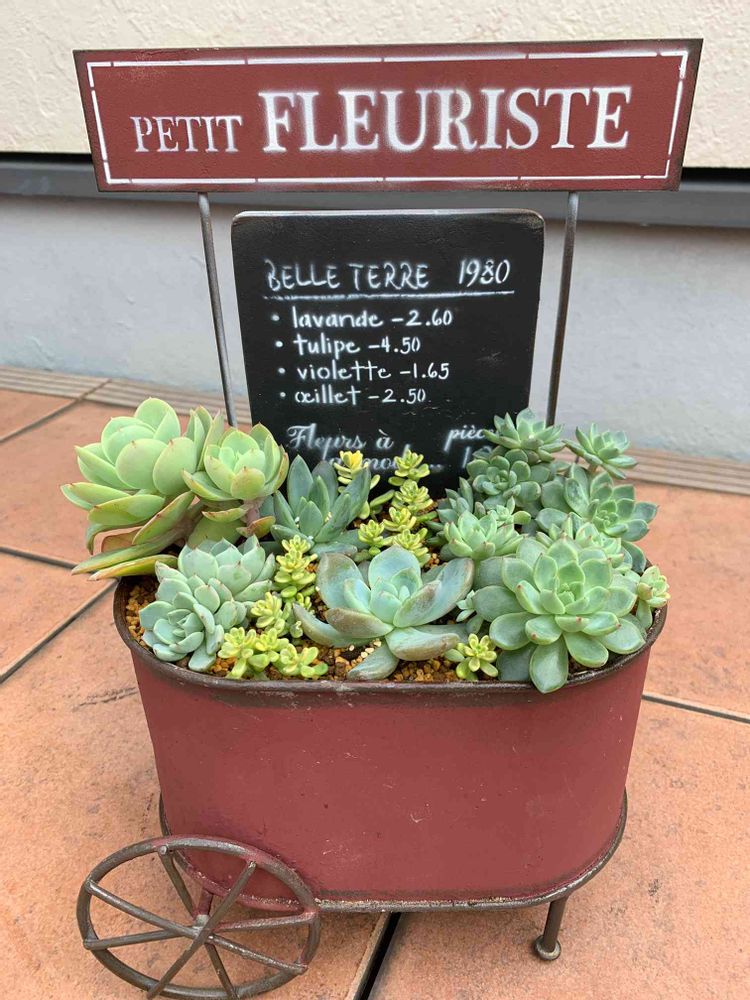 PETIT FLEURISTE
BELLE TERRE 1980
• lavande -2.60
• tulipe -4.50
• violette -1.65
• œillet -2.50
Fleurs à